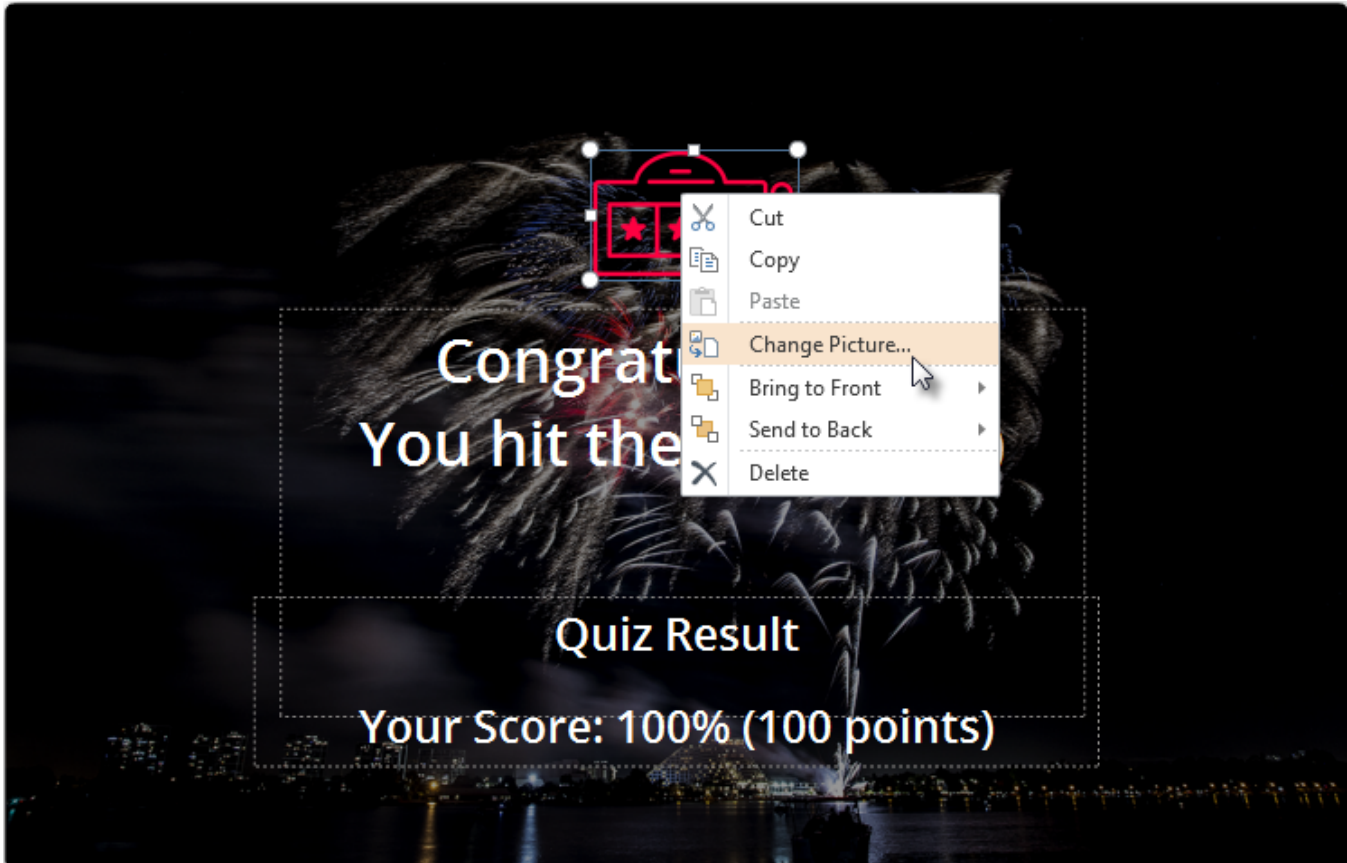 Cut
Copy
Paste
Change Picture...
Bring to Front
Send to Back
Delete
You hit the
Quiz Result
Your Score: 100% (100 points)